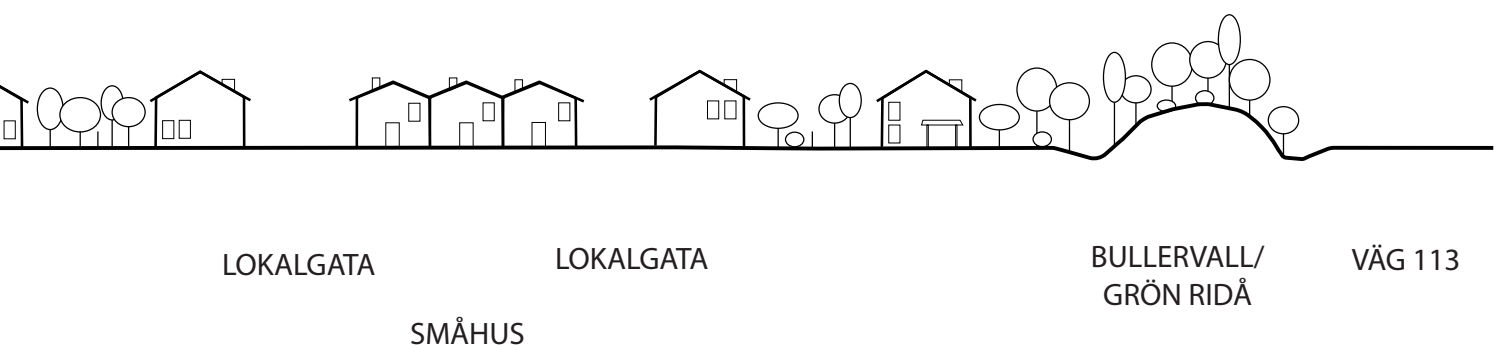 LOKALGATA
LOKALGATA
BULLERVALL/
GRÖN RIDÅ
VÄG 113
SMÅHUS